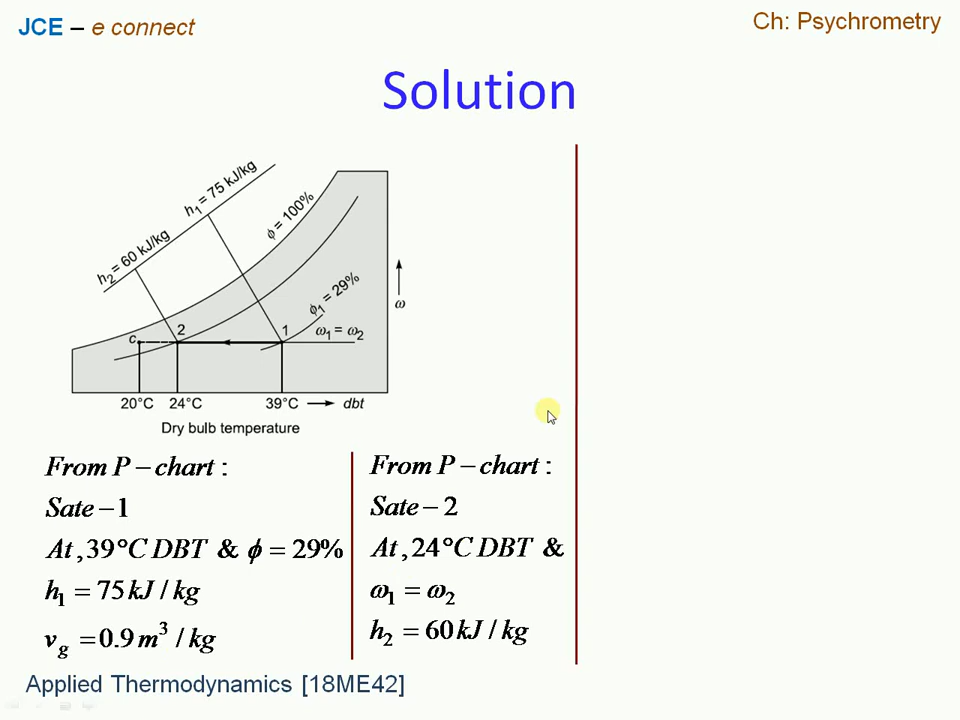 JCE – e connect
Ch: Psychrometry
Solution
h₁ = 75 kJ/kg
h₂ = 60 kJ/kg
ϕ = 100%
ϕ₁ = 29%
ω
c
2
1
ω₁ = ω₂
20°C 24°C 39°C dbt
Dry bulb temperature
From P – chart :
Sate – 1
At , 39°C DBT & ϕ = 29%
h₁ = 75 kJ / kg
v_g = 0.9 m³ / kg
From P – chart :
Sate – 2
At , 24°C DBT &
ω₁ = ω₂
h₂ = 60 kJ / kg
Applied Thermodynamics [18ME42]